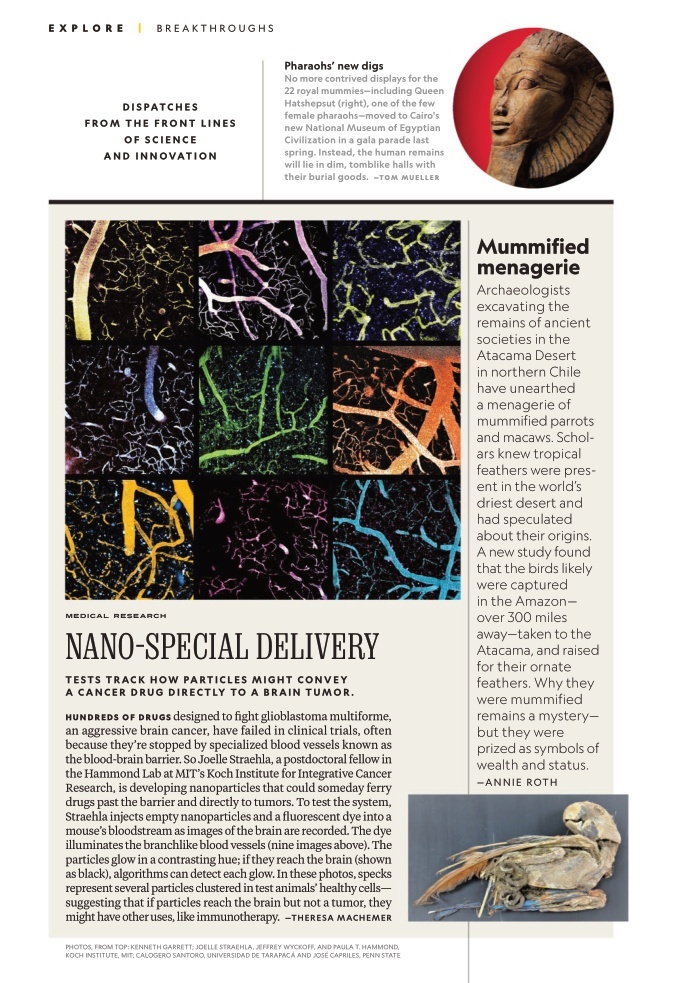 EXPLORE | BREAKTHROUGHS
DISPATCHES
FROM THE FRONT LINES
OF SCIENCE
AND INNOVATION
Pharaohs' new digs
No more contrived displays for the
22 royal mummies—including Queen
Hatshepsut (right), one of the few
female pharaohs—moved to Cairo's
new National Museum of Egyptian
Civilization in a gala parade last
spring. Instead, the human remains
will lie in dim, tomblike halls with
their burial goods. –TOM MUELLER
MEDICAL RESEARCH
NANO-SPECIAL DELIVERY
TESTS TRACK HOW PARTICLES MIGHT CONVEY
A CANCER DRUG DIRECTLY TO A BRAIN TUMOR.
HUNDREDS OF DRUGS designed to fight glioblastoma multiforme,
an aggressive brain cancer, have failed in clinical trials, often
because they're stopped by specialized blood vessels known as
the blood-brain barrier. So Joelle Straehla, a postdoctoral fellow in
the Hammond Lab at MIT's Koch Institute for Integrative Cancer
Research, is developing nanoparticles that could someday ferry
drugs past the barrier and directly to tumors. To test the system,
Straehla injects empty nanoparticles and a fluorescent dye into a
mouse's bloodstream as images of the brain are recorded. The dye
illuminates the branchlike blood vessels (nine images above). The
particles glow in a contrasting hue; if they reach the brain (shown
as black), algorithms can detect each glow. In these photos, specks
represent several particles clustered in test animals' healthy cells—
suggesting that if particles reach the brain but not a tumor, they
might have other uses, like immunotherapy. –THERESA MACHEMER
Mummified
menagerie
Archaeologists
excavating the
remains of ancient
societies in the
Atacama Desert
in northern Chile
have unearthed
a menagerie of
mummified parrots
and macaws. Schol-
ars knew tropical
feathers were pres-
ent in the world's
driest desert and
had speculated
about their origins.
A new study found
that the birds likely
were captured
in the Amazon—
over 300 miles
away—taken to the
Atacama, and raised
for their ornate
feathers. Why they
were mummified
remains a mystery—
but they were
prized as symbols of
wealth and status.
–ANNIE ROTH
PHOTOS, FROM TOP: KENNETH GARRETT; JOELLE STRAEHLA, JEFFREY WYCKOFF, AND PAULA T. HAMMOND,
KOCH INSTITUTE, MIT; CALOGERO SANTORO, UNIVERSIDAD DE TARAPACÁ AND JOSÉ CAPRILES, PENN STATE